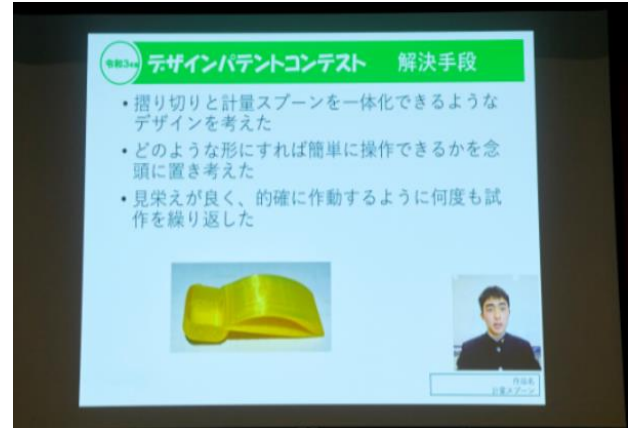 令和3年度 デザインパテントコンテスト 解決手段
・摺り切りと計量スプーンを一体化できるような
デザインを考えた
・どのような形にすれば簡単に操作できるかを念
頭に置き考えた
・見栄えが良く、的確に作動するように何度も試
作を繰り返した
作品名
計量スプーン